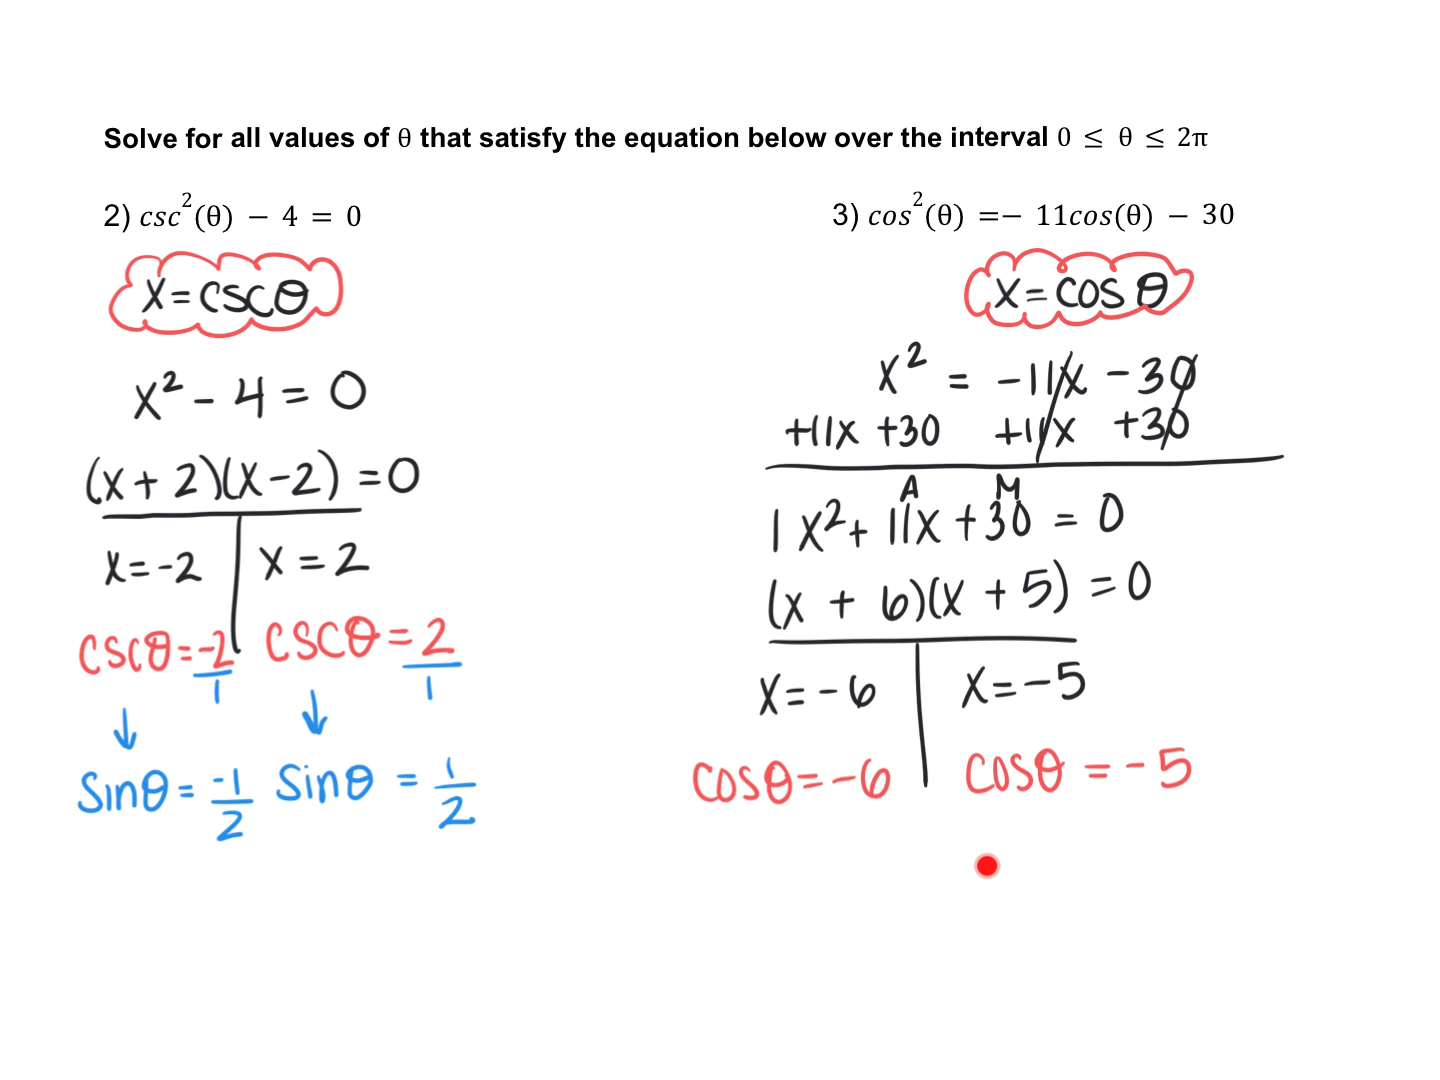 Solve for all values of θ that satisfy the equation below over the interval 0 ≤ θ ≤ 2π
2) csc²(θ) − 4 = 0
x = cscθ
x² - 4 = 0
(x + 2)(x - 2) = 0
x = -2 x = 2
cscθ = -2/1 cscθ = 2/1
↓ ↓
sinθ = -1/2 sinθ = 1/2
3) cos²(θ) =− 11cos(θ) − 30
x = cos θ
x² = -11x - 30
+11x +30 +11x +30
A M
1x² + 11x + 30 = 0
(x + 6)(x + 5) = 0
x = -6 x = -5
cosθ = -6 cosθ = -5